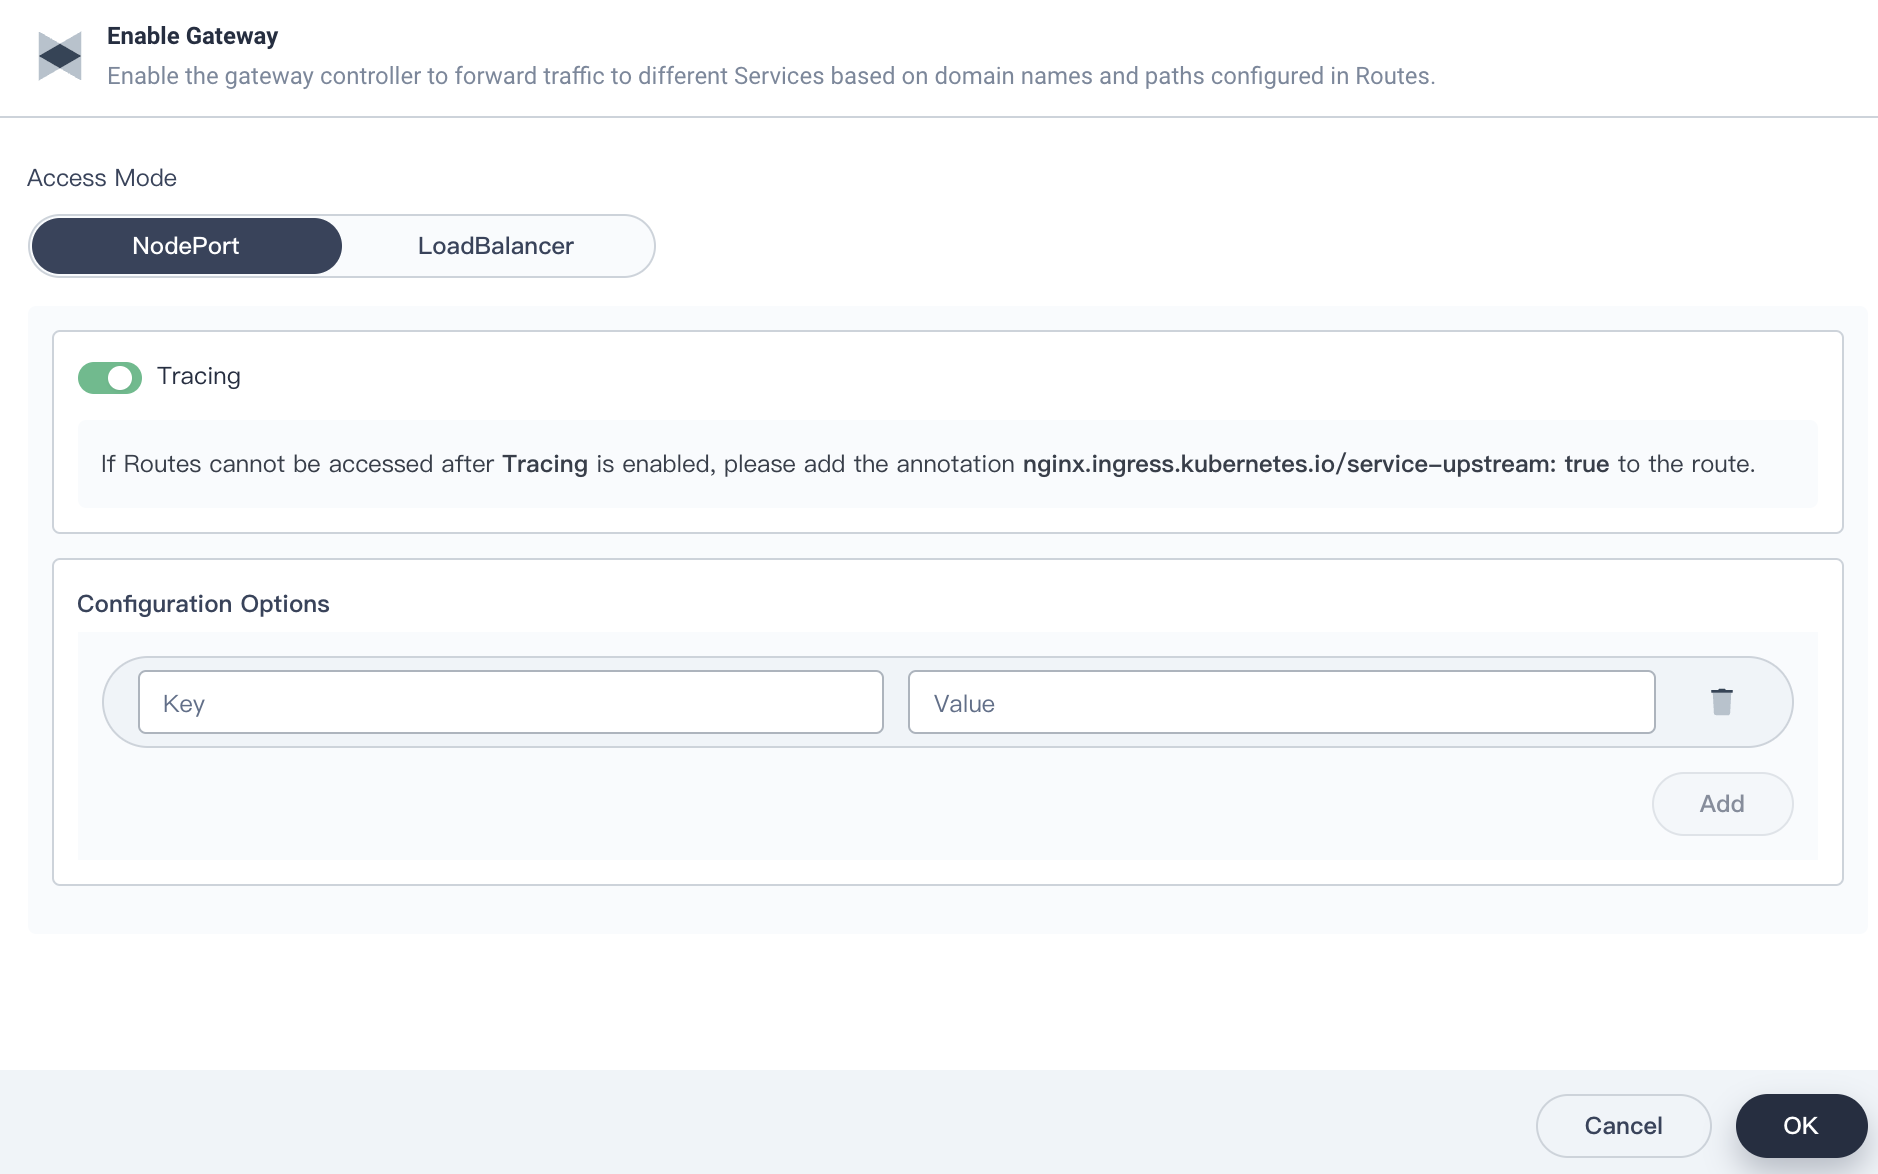 Enable Gateway
Enable the gateway controller to forward traffic to different Services based on domain names and paths configured in Routes.
Access Mode
NodePort
LoadBalancer
Tracing
If Routes cannot be accessed after Tracing is enabled, please add the annotation nginx.ingress.kubernetes.io/service-upstream: true to the route.
Configuration Options
Key
Value
Add
Cancel
OK